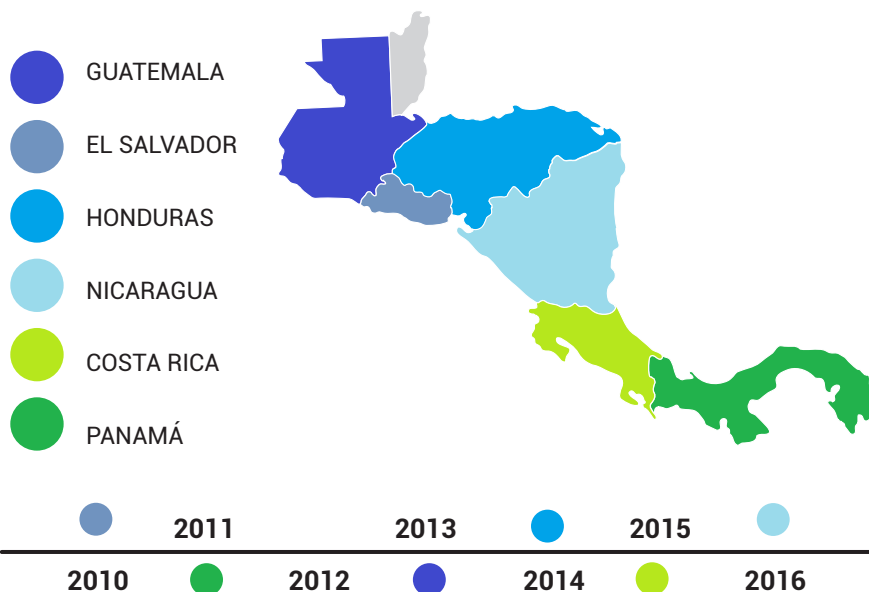 GUATEMALA
EL SALVADOR
HONDURAS
NICARAGUA
COSTA RICA
PANAMÁ
2011 2013 2015
2010 2012 2014 2016